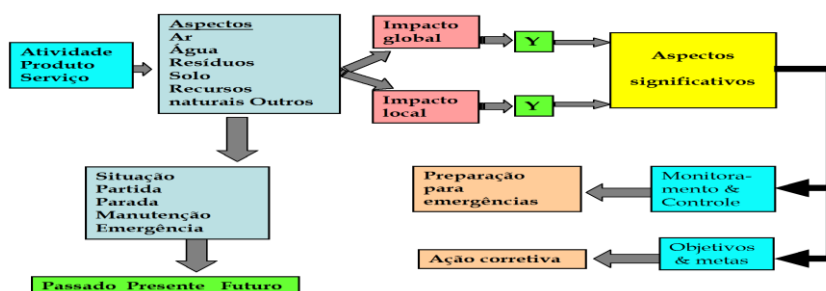 Atividade
Produto
Serviço
Aspectos
Ar
Água
Resíduos
Solo
Recursos
naturais Outros
Impacto
global
Y
Impacto
local
Y
Aspectos
significativos
Situação
Partida
Parada
Manutenção
Emergência
Passado Presente Futuro
Preparação
para
emergências
Monitora-
mento &
Controle
Ação corretiva
Objetivos
& metas